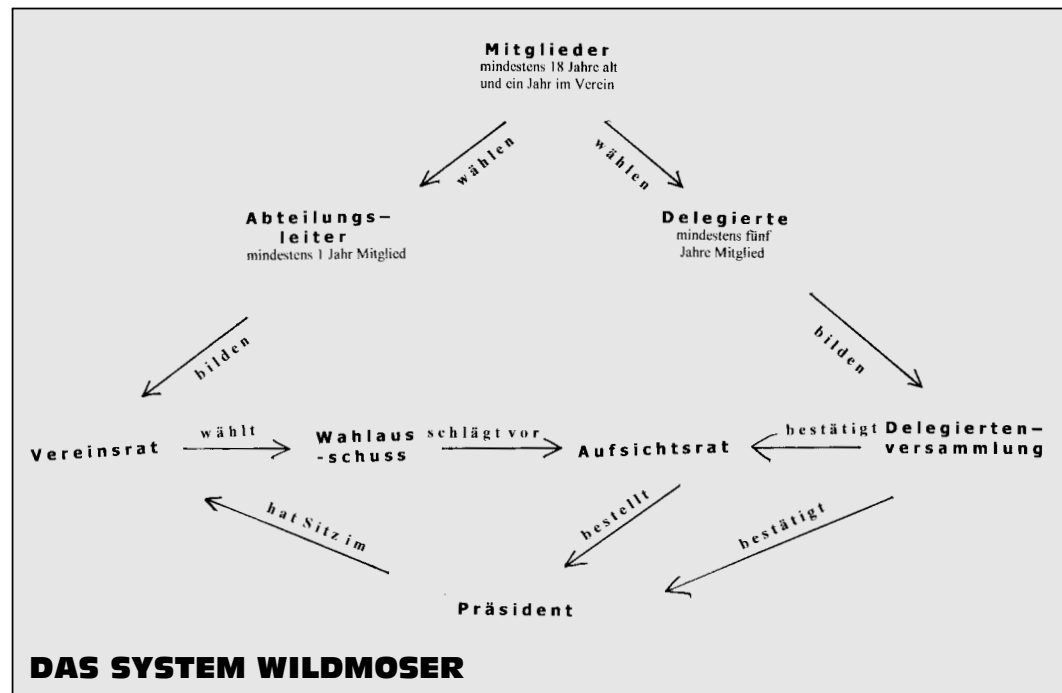 Mitglieder
mindestens 18 Jahre alt
und ein Jahr im Verein
wählen
wählen
Abteilungs–
leiter
mindestens 1 Jahr Mitglied
Delegierte
mindestens fünf
Jahre Mitglied
bilden
bilden
Vereinsrat
wählt
Wahlaus
-schuss
schlägt vor
Aufsichtsrat
bestätigt
Delegierten–
versammlung
hat Sitz im
bestellt
bestätigt
Präsident
DAS SYSTEM WILDMOSER